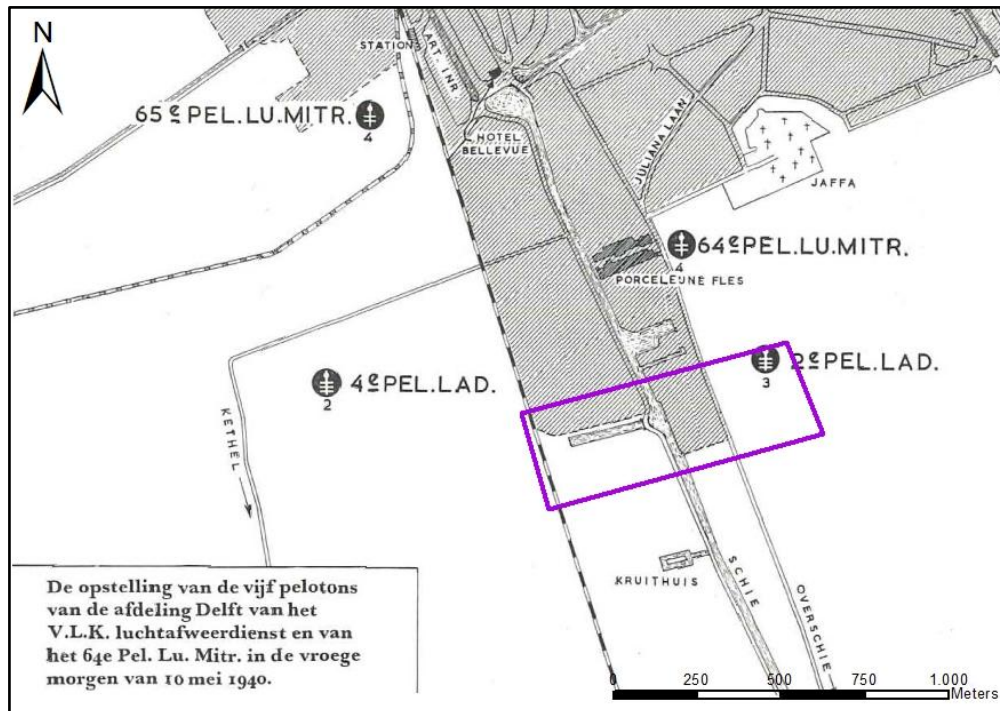 N
STATION
ART. INR
65e PEL. LU. MITR.
4
HOTEL
BELLEVUE
JULIANA LAAN
JAFFA
64e PEL. LU. MITR.
4
PORCELEIJNE FLES
2e PEL. LAD.
3
4e PEL. LAD.
2
KETHEL
KRUITHUIS
SCHIE
OVERSCHIE
De opstelling van de vijf pelotons
van de afdeling Delft van het
V.L.K. luchtafweerdienst en van
het 64e Pel. Lu. Mitr. in de vroege
morgen van 10 mei 1940.
0 250 500 750 1.000
Meters